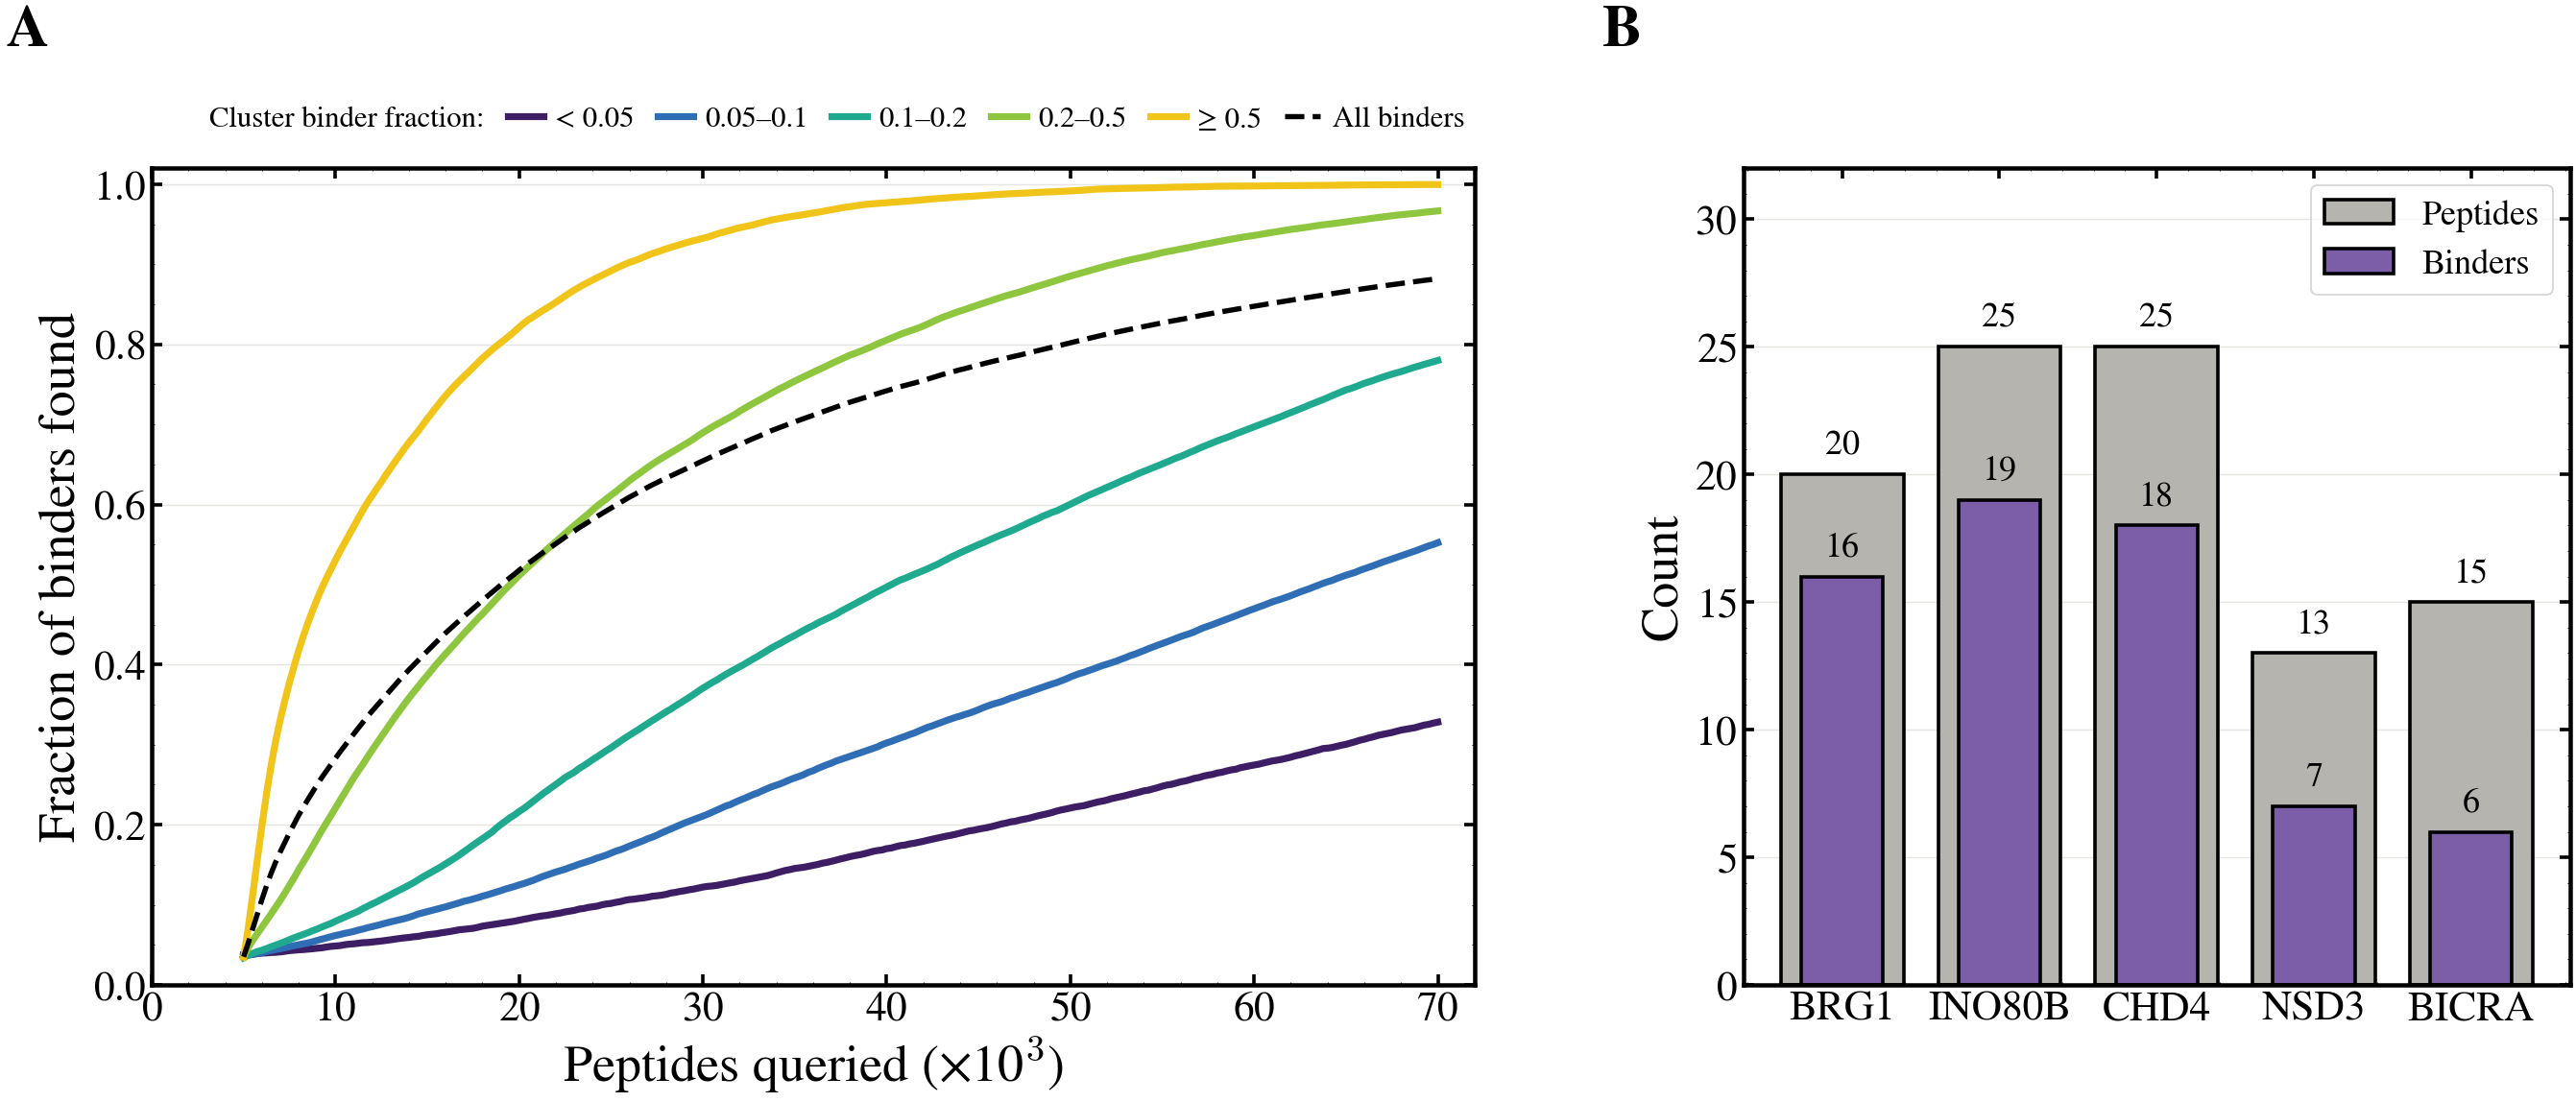 A
Cluster binder fraction: < 0.05 0.05–0.1 0.1–0.2 0.2–0.5 ≥ 0.5 All binders
1.0
0.8
0.6
0.4
0.2
0.0
Fraction of binders found
0 10 20 30 40 50 60 70
Peptides queried (×10³)
B
Peptides
Binders
30
25
20
15
10
5
0
Count
20
16
25
19
25
18
13
7
15
6
BRG1 INO80B CHD4 NSD3 BICRA